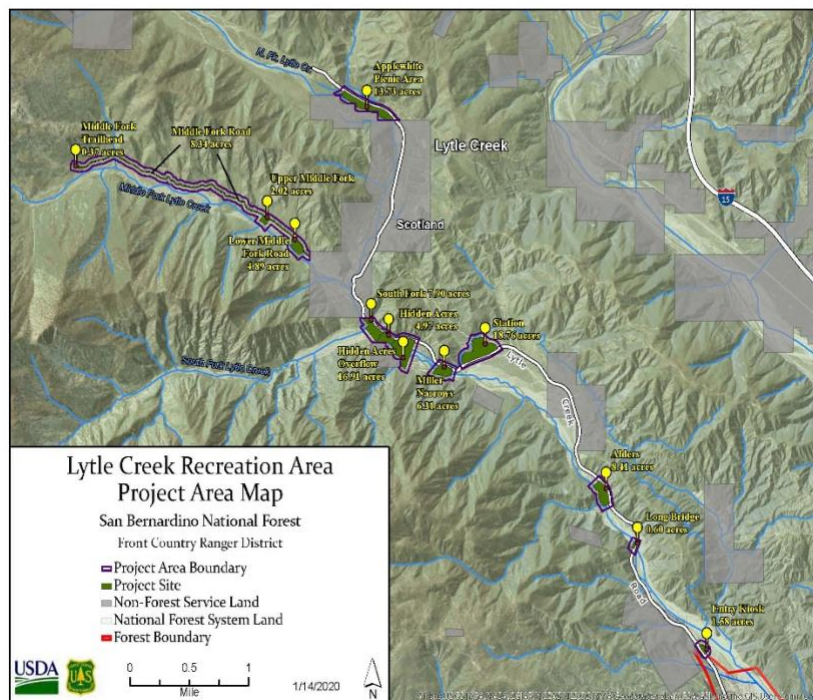 N. Fk. Lytle Cr
Applewhite
Picnic Area
13.73 acres
Middle Fork
Trailhead
0.37 acres
Middle Fork Road
8.34 acres
Lytle Creek
15
Middle Fork Lytle Creek
Upper Middle Fork
2.02 acres
Scotland
Lower Middle
Fork Road
4.89 acres
South Fork 7.90 acres
Hidden Acres
4.97 acres
Station
18.76 acres
Hidden Acres
Overflow
16.91 acres
South Fork Lytle Creek
Miller
Narrows
6.31 acres
Lytle
Creek
Road
Alders
8.41 acres
Long Bridge
0.60 acres
Entry Kiosk
1.58 acres
Lytle Creek Recreation Area
Project Area Map
San Bernardino National Forest
Front Country Ranger District
Project Area Boundary
Project Site
Non-Forest Service Land
National Forest System Land
Forest Boundary
USDA
UAS
0 0.5 1
Mile
1/14/2020
N